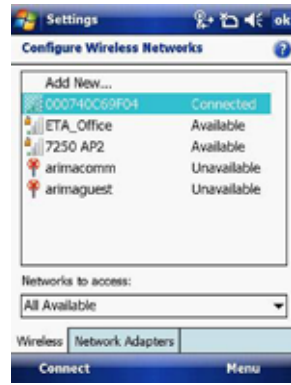 Settings
ok
Configure Wireless Networks
Add New...
000740C69F04 Connected
ETA_Office Available
7250 AP2 Available
arimacomm Unavailable
arimaguest Unavailable
Networks to access:
All Available
Wireless Network Adapters
Connect Menu